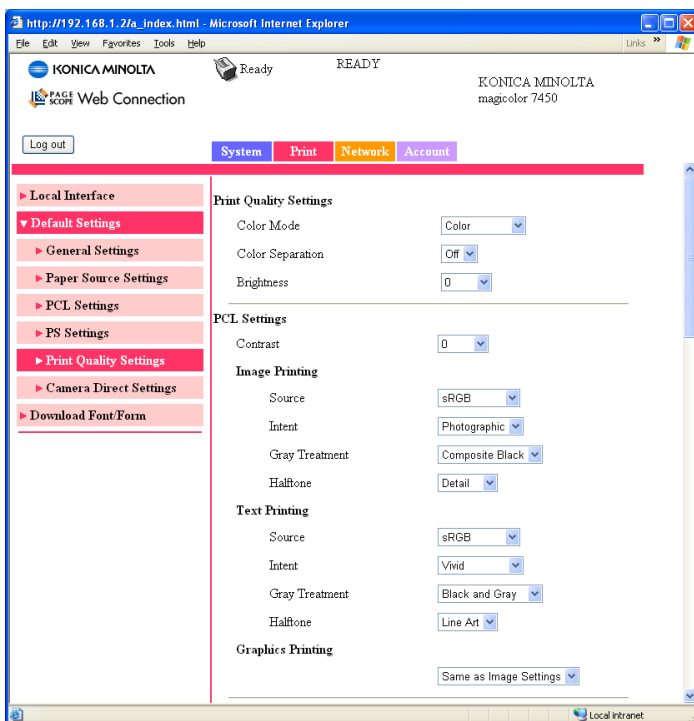 http://192.168.1.2/a_index.html - Microsoft Internet Explorer
File Edit View Favorites Tools Help Links »
KONICA MINOLTA
Ready
READY
KONICA MINOLTA
magicolor 7450
PAGE SCOPE Web Connection
Log out
System Print Network Account
Local Interface
Default Settings
General Settings
Paper Source Settings
PCL Settings
PS Settings
Print Quality Settings
Camera Direct Settings
Download Font/Form
Print Quality Settings
Color Mode Color
Color Separation Off
Brightness 0
PCL Settings
Contrast 0
Image Printing
Source sRGB
Intent Photographic
Gray Treatment Composite Black
Halftone Detail
Text Printing
Source sRGB
Intent Vivid
Gray Treatment Black and Gray
Halftone Line Art
Graphics Printing
Same as Image Settings
Local intranet